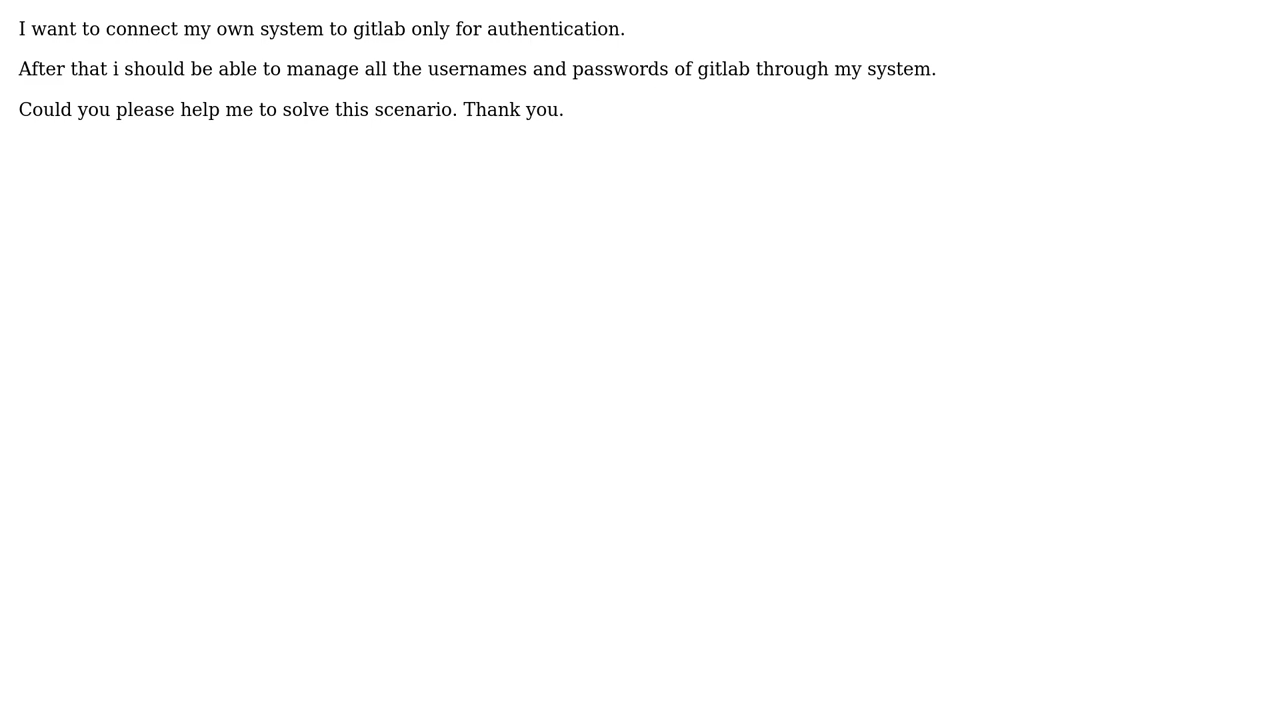 I want to connect my own system to gitlab only for authentication.
After that i should be able to manage all the usernames and passwords of gitlab through my system.
Could you please help me to solve this scenario. Thank you.